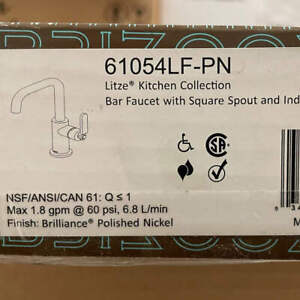 61054LF-PN
Litze® Kitchen Collection
Bar Faucet with Square Spout and Ind
SA
NSF/ANSI/CAN 61: Q ≤ 1
Max 1.8 gpm @ 60 psi, 6.8 L/min
Finish: Brilliance® Polished Nickel
M